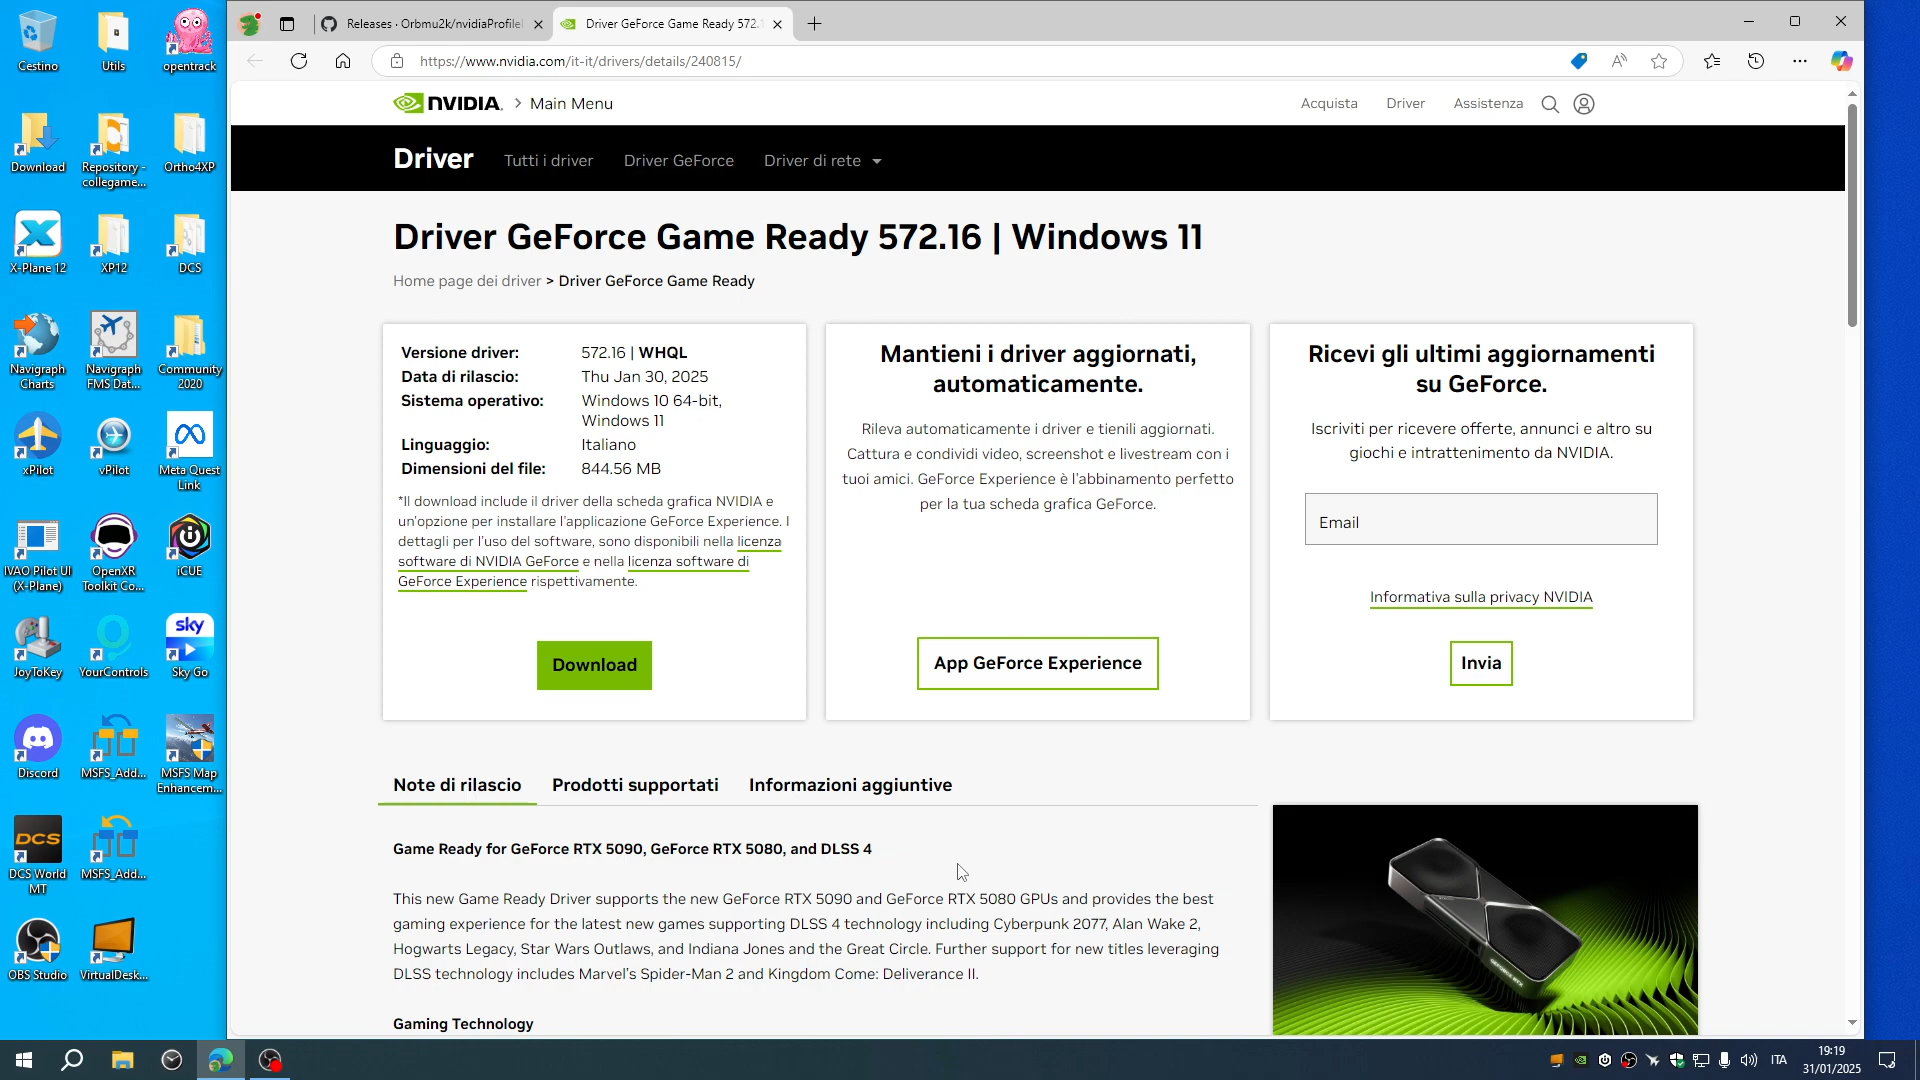 Cestino
Utils
opentrack
Download
Repository -
collegame...
Ortho4XP
X-Plane 12
XP12
DCS
Navigraph
Charts
Navigraph
FMS Dat...
Community
2020
xPilot
vPilot
Meta Quest
Link
IVAO Pilot UI
(X-Plane)
OpenXR
Toolkit Co...
iCUE
JoyToKey
YourControls
sky
Sky Go
Discord
MSFS_Add...
MSFS Map
Enhancem...
DCS
DCS World
MT
MSFS_Add...
OBS Studio
VirtualDesk...
Releases · Orbmu2k/nvidiaProfileI
Driver GeForce Game Ready 572.1
https://www.nvidia.com/it-it/drivers/details/240815/
NVIDIA.
Main Menu
Acquista
Driver
Assistenza
Driver
Tutti i driver
Driver GeForce
Driver di rete
Driver GeForce Game Ready 572.16 | Windows 11
Home page dei driver > Driver GeForce Game Ready
Versione driver: 572.16 | WHQL
Data di rilascio: Thu Jan 30, 2025
Sistema operativo: Windows 10 64-bit,
Windows 11
Linguaggio: Italiano
Dimensioni del file: 844.56 MB
*Il download include il driver della scheda grafica NVIDIA e
un'opzione per installare l'applicazione GeForce Experience. I
dettagli per l'uso del software, sono disponibili nella licenza
software di NVIDIA GeForce e nella licenza software di
GeForce Experience rispettivamente.
Download
Mantieni i driver aggiornati,
automaticamente.
Rileva automaticamente i driver e tienili aggiornati.
Cattura e condividi video, screenshot e livestream con i
tuoi amici. GeForce Experience è l'abbinamento perfetto
per la tua scheda grafica GeForce.
App GeForce Experience
Ricevi gli ultimi aggiornamenti
su GeForce.
Iscriviti per ricevere offerte, annunci e altro su
giochi e intrattenimento da NVIDIA.
Email
Informativa sulla privacy NVIDIA
Invia
Note di rilascio
Prodotti supportati
Informazioni aggiuntive
Game Ready for GeForce RTX 5090, GeForce RTX 5080, and DLSS 4
This new Game Ready Driver supports the new GeForce RTX 5090 and GeForce RTX 5080 GPUs and provides the best
gaming experience for the latest new games supporting DLSS 4 technology including Cyberpunk 2077, Alan Wake 2,
Hogwarts Legacy, Star Wars Outlaws, and Indiana Jones and the Great Circle. Further support for new titles leveraging
DLSS technology includes Marvel's Spider-Man 2 and Kingdom Come: Deliverance II.
Gaming Technology
GEFORCE RTX
ITA
19:19
31/01/2025